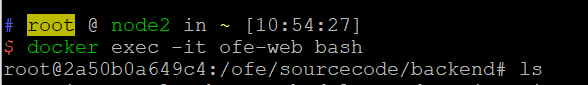 # root @ node2 in ~ [10:54:27]
$ docker exec -it ofe-web bash
root@2a50b0a649c4:/ofe/sourcecode/backend# ls